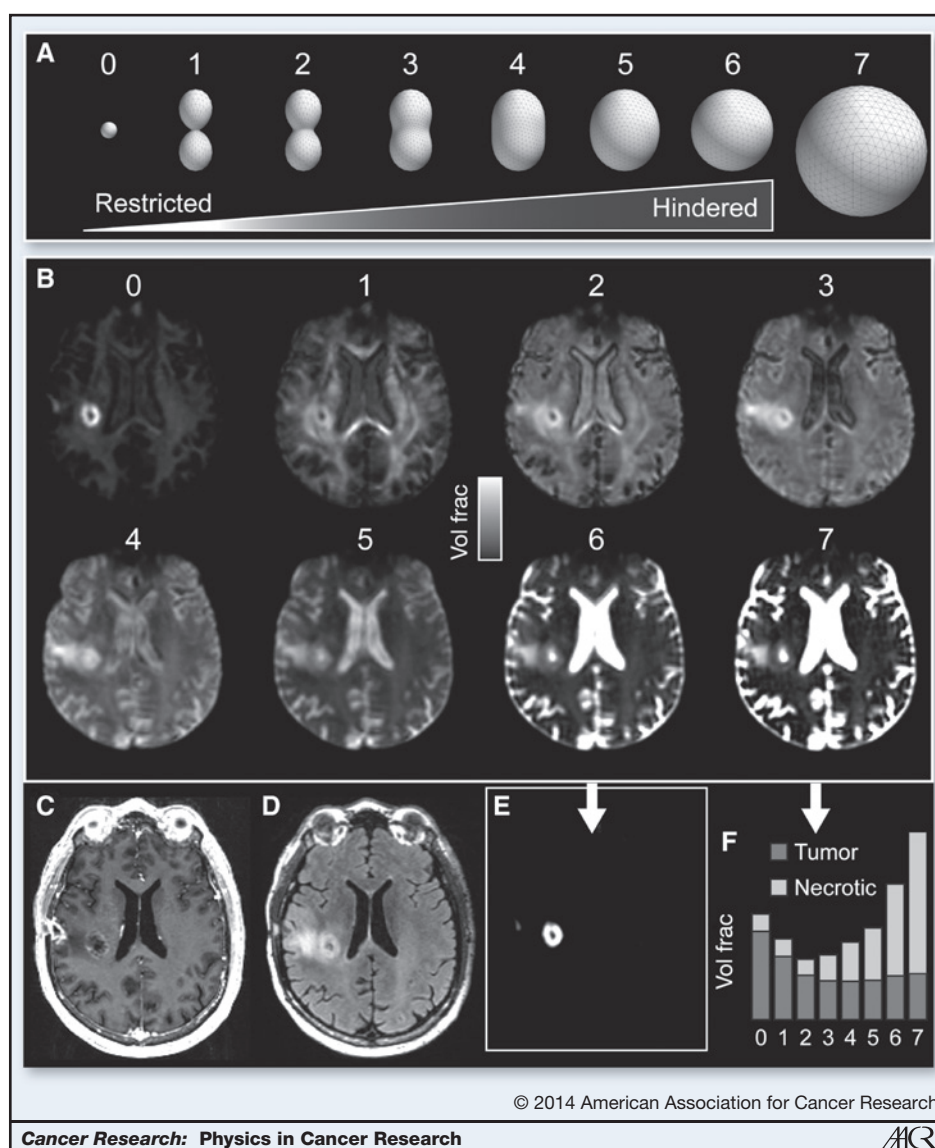 A
0 1 2 3 4 5 6 7
Restricted
Hindered
B
0 1 2 3
Vol frac
4 5 6 7
C
D
E
F
Tumor
Necrotic
Vol frac
0 1 2 3 4 5 6 7
© 2014 American Association for Cancer Research
Cancer Research: Physics in Cancer Research
AACR